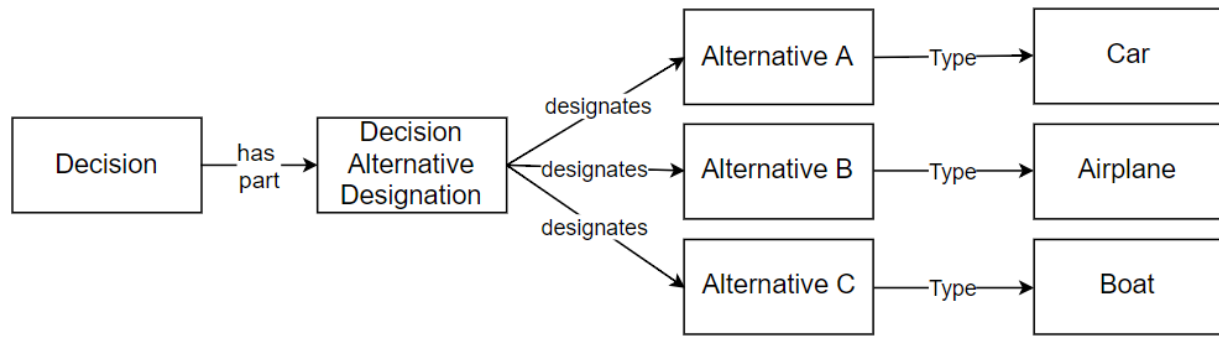 Alternative A
Type
Car
designates
Decision
has
part
Decision
Alternative
Designation
designates
Alternative B
Type
Airplane
designates
Alternative C
Type
Boat